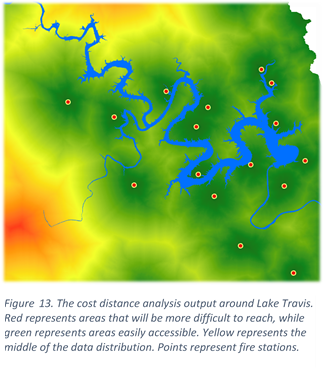 Figure 13. The cost distance analysis output around Lake Travis.
Red represents areas that will be more difficult to reach, while
green represents areas easily accessible. Yellow represents the
middle of the data distribution. Points represent fire stations.